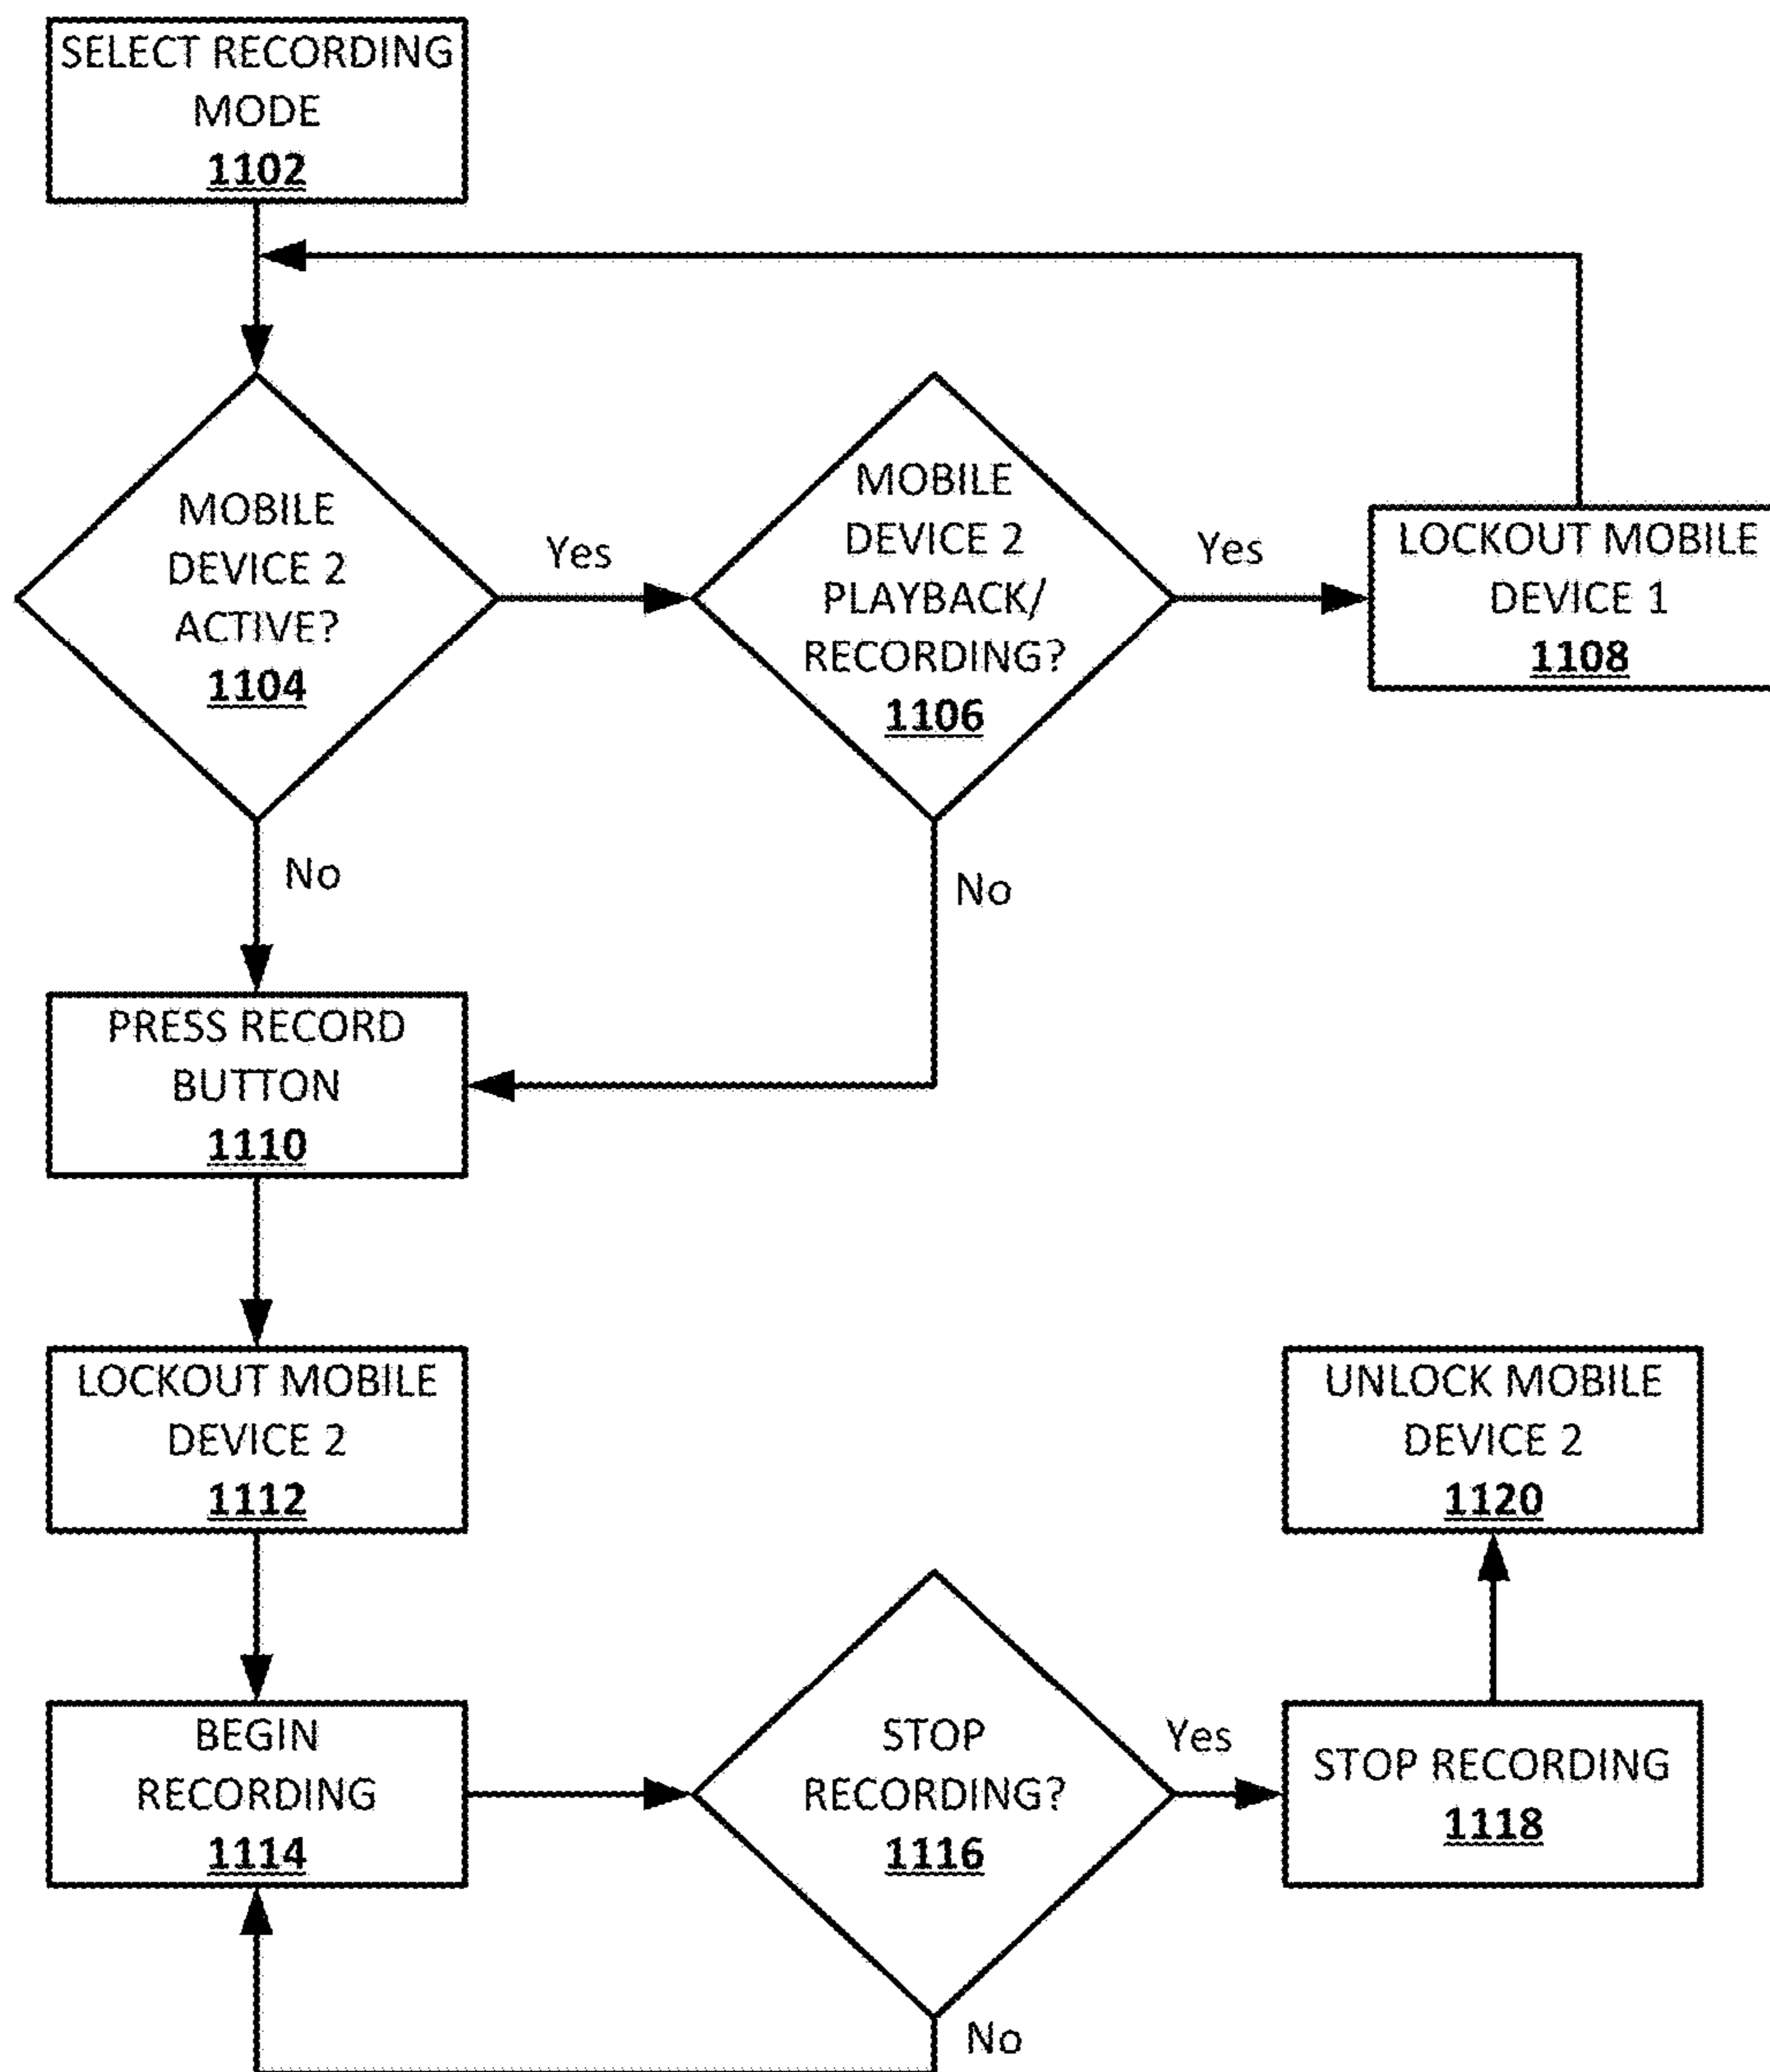 SELECT RECORDING
MODE
1102
MOBILE
DEVICE 2
ACTIVE?
1104
Yes
MOBILE
DEVICE 2
PLAYBACK/
RECORDING?
1106
Yes
LOCKOUT MOBILE
DEVICE 1
1108
No
No
PRESS RECORD
BUTTON
1110
LOCKOUT MOBILE
DEVICE 2
1112
UNLOCK MOBILE
DEVICE 2
1120
BEGIN
RECORDING
1114
STOP
RECORDING?
1116
Yes
STOP RECORDING
1118
No